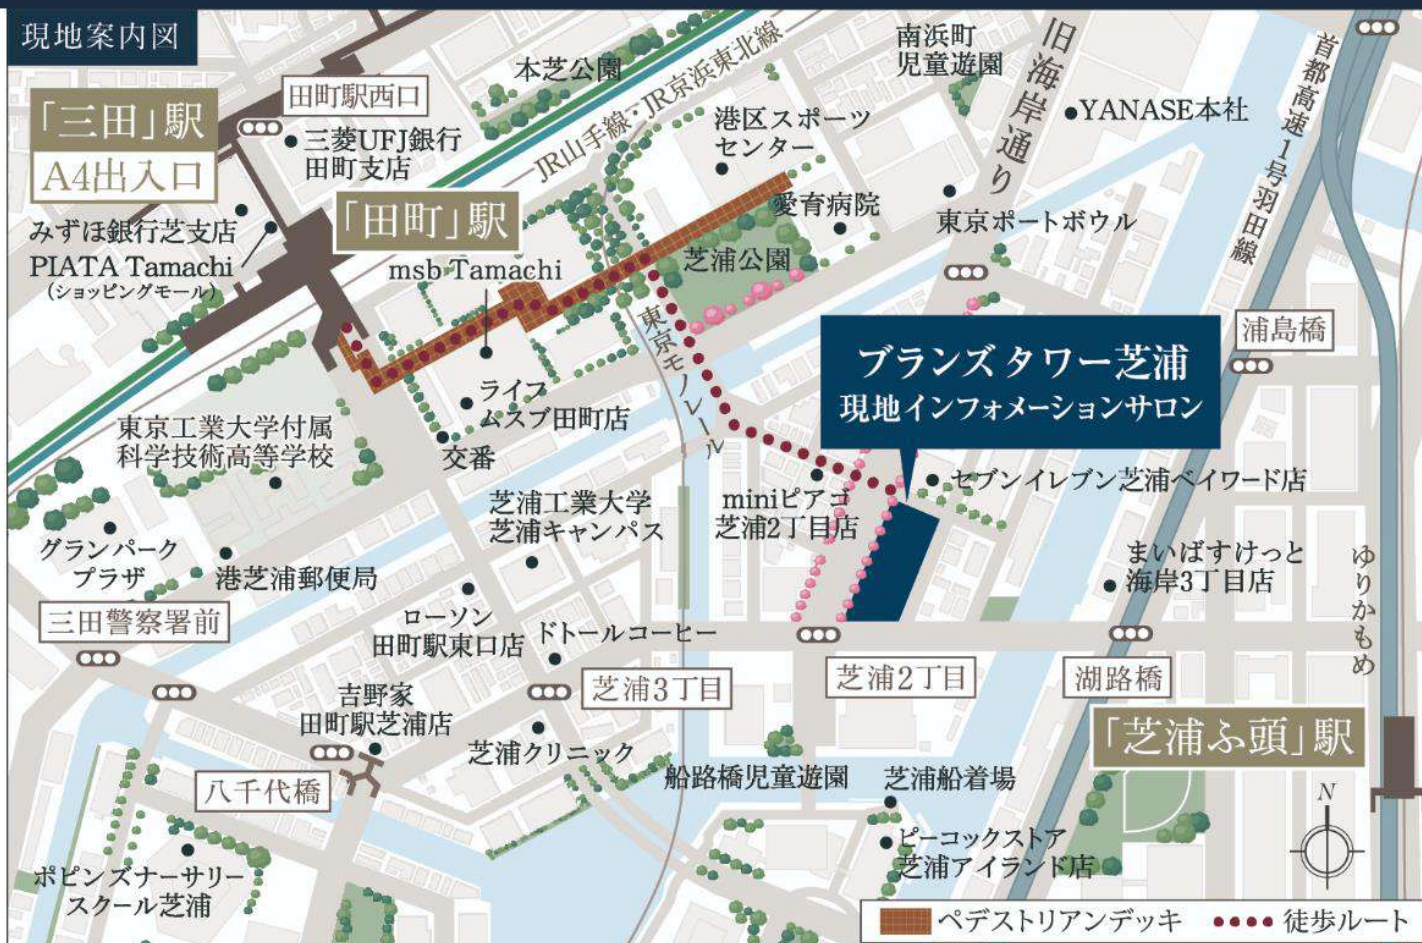 現地案内図
「三田」駅
A4出入口
田町駅西口
三菱UFJ銀行
田町支店
本芝公園
JR山手線・JR京浜東北線
南浜町
児童遊園
旧海岸通り
YANASE本社
首都高速1号羽田線
港区スポーツ
センター
愛育病院
東京ポートボウル
みずほ銀行芝支店
PIATA Tamachi
(ショッピングモール)
「田町」駅
msb Tamachi
芝浦公園
東京モノレール
浦島橋
ブランズタワー芝浦
現地インフォメーションサロン
ライフ
ムスブ田町店
東京工業大学付属
科学技術高等学校
交番
芝浦工業大学
芝浦キャンパス
miniピアゴ
芝浦2丁目店
セブンイレブン芝浦ベイワード店
グランパーク
プラザ
港芝浦郵便局
まいばすけっと
海岸3丁目店
ゆりかもめ
三田警察署前
ローソン
田町駅東口店
ドトールコーヒー
芝浦3丁目
芝浦2丁目
湖路橋
吉野家
田町駅芝浦店
芝浦クリニック
「芝浦ふ頭」駅
八千代橋
船路橋児童遊園
芝浦船着場
ピーコックストア
芝浦アイランド店
ポピンズナーサリー
スクール芝浦
N
ペデストリアンデッキ
徒歩ルート